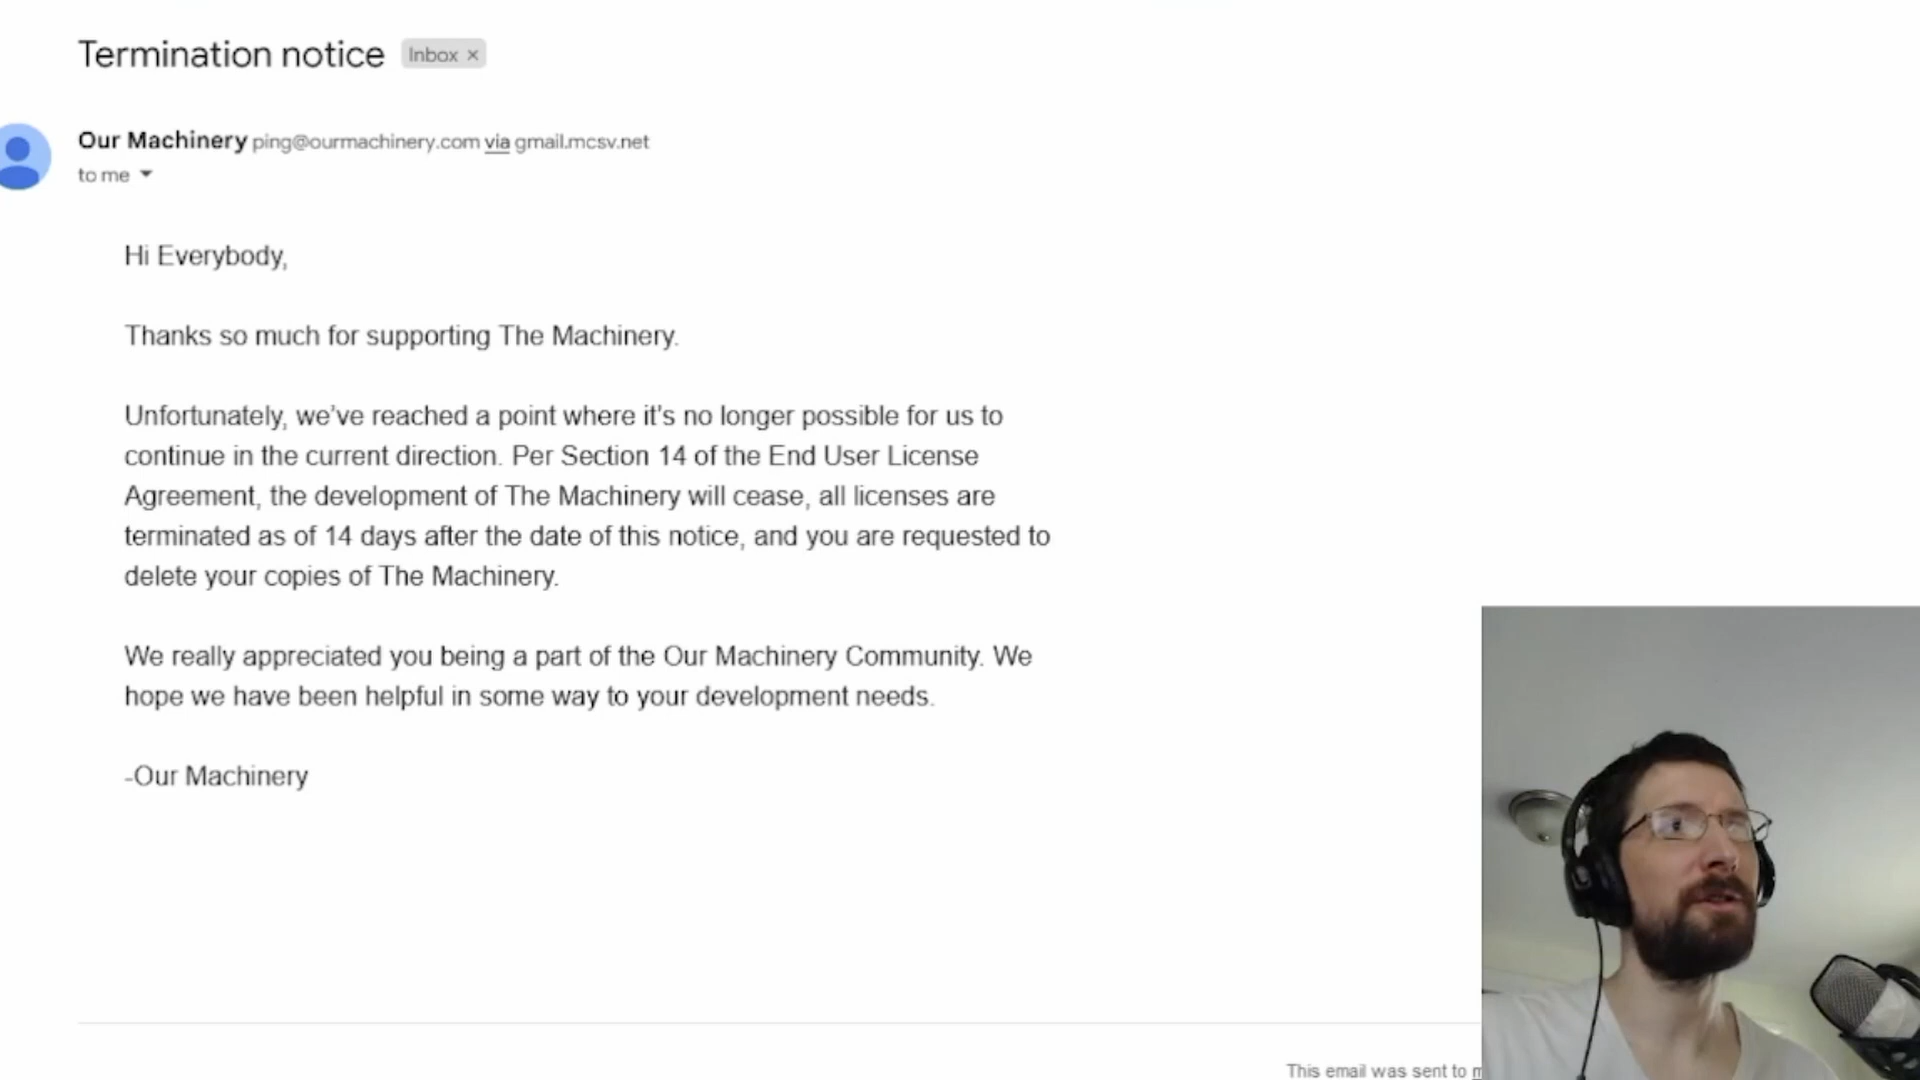 Termination notice Inbox ×
Our Machinery ping@ourmachinery.com via gmail.mcsv.net
to me
Hi Everybody,
Thanks so much for supporting The Machinery.
Unfortunately, we've reached a point where it's no longer possible for us to
continue in the current direction. Per Section 14 of the End User License
Agreement, the development of The Machinery will cease, all licenses are
terminated as of 14 days after the date of this notice, and you are requested to
delete your copies of The Machinery.
We really appreciated you being a part of the Our Machinery Community. We
hope we have been helpful in some way to your development needs.
-Our Machinery
This email was sent to